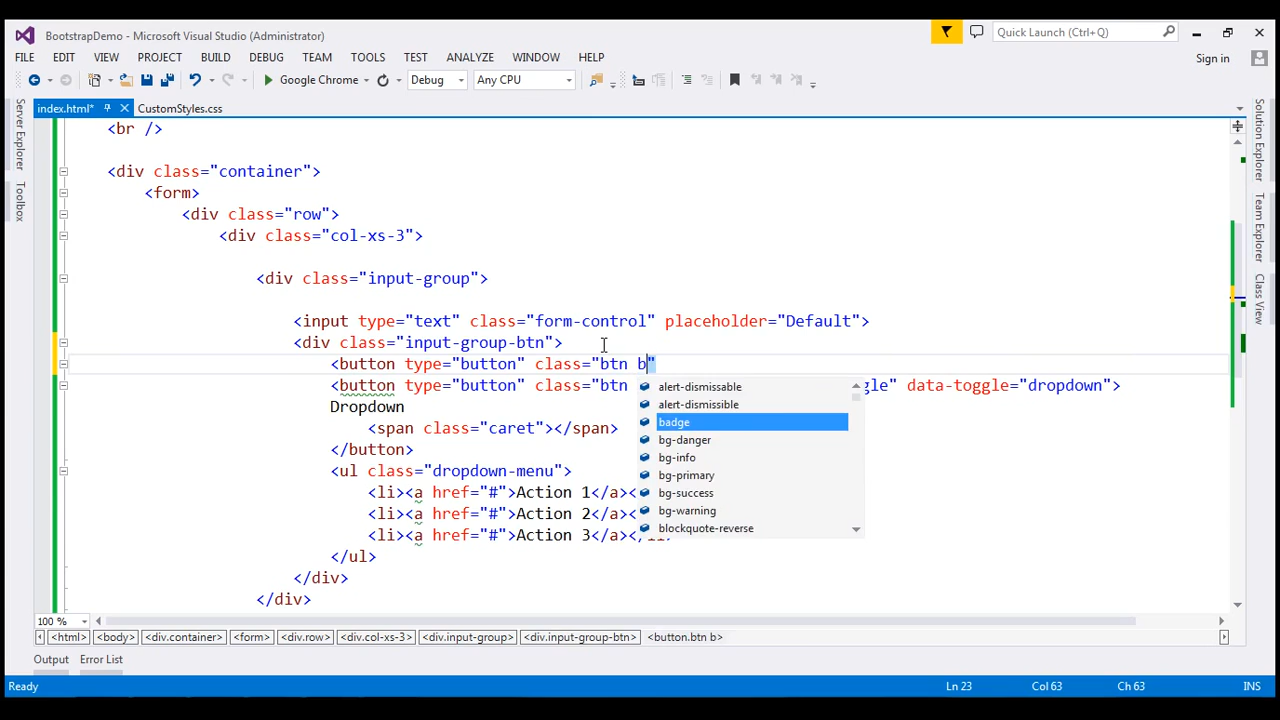 BootstrapDemo - Microsoft Visual Studio (Administrator)
Quick Launch (Ctrl+Q)
FILE EDIT VIEW PROJECT BUILD DEBUG TEAM TOOLS TEST ANALYZE WINDOW HELP
Sign in
Google Chrome Debug Any CPU
index.html* CustomStyles.css
Server Explorer
Toolbox
Solution Explorer
Team Explorer
Class View
<br />
<div class="container">
<form>
<div class="row">
<div class="col-xs-3">
<div class="input-group">
<input type="text" class="form-control" placeholder="Default">
<div class="input-group-btn">
<button type="button" class="btn b"
<button type="button" class="btn gle" data-toggle="dropdown">
Dropdown
<span class="caret"></span>
</button>
<ul class="dropdown-menu">
<li><a href="#">Action 1</a><
<li><a href="#">Action 2</a><
<li><a href="#">Action 3</a></li>
</ul>
</div>
</div>
alert-dismissable
alert-dismissible
badge
bg-danger
bg-info
bg-primary
bg-success
bg-warning
blockquote-reverse
100 %
<html> <body> <div.container> <form> <div.row> <div.col-xs-3> <div.input-group> <div.input-group-btn> <button.btn b>
Output Error List
Ready Ln 23 Col 63 Ch 63 INS